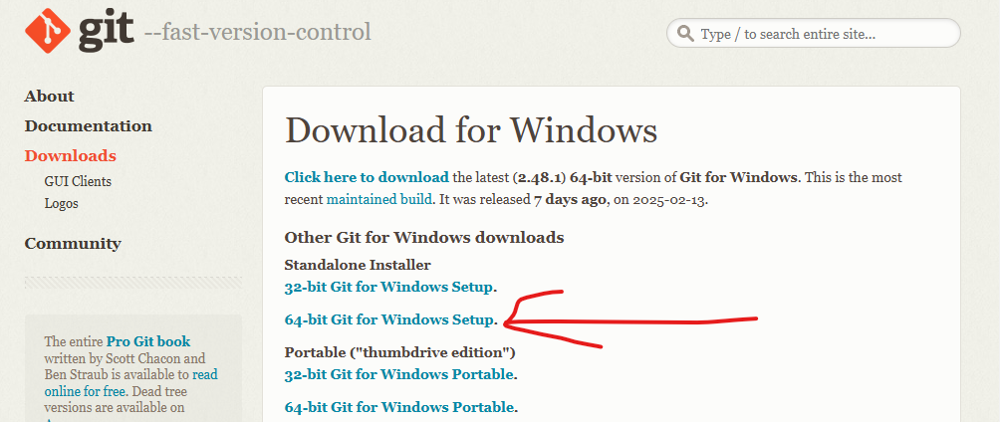 git --fast-version-control
Type / to search entire site...
About
Documentation
Downloads
GUI Clients
Logos
Community
The entire Pro Git book
written by Scott Chacon and
Ben Straub is available to read
online for free. Dead tree
versions are available on
Download for Windows
Click here to download the latest (2.48.1) 64-bit version of Git for Windows. This is the most
recent maintained build. It was released 7 days ago, on 2025-02-13.
Other Git for Windows downloads
Standalone Installer
32-bit Git for Windows Setup.
64-bit Git for Windows Setup.
Portable ("thumbdrive edition")
32-bit Git for Windows Portable.
64-bit Git for Windows Portable.